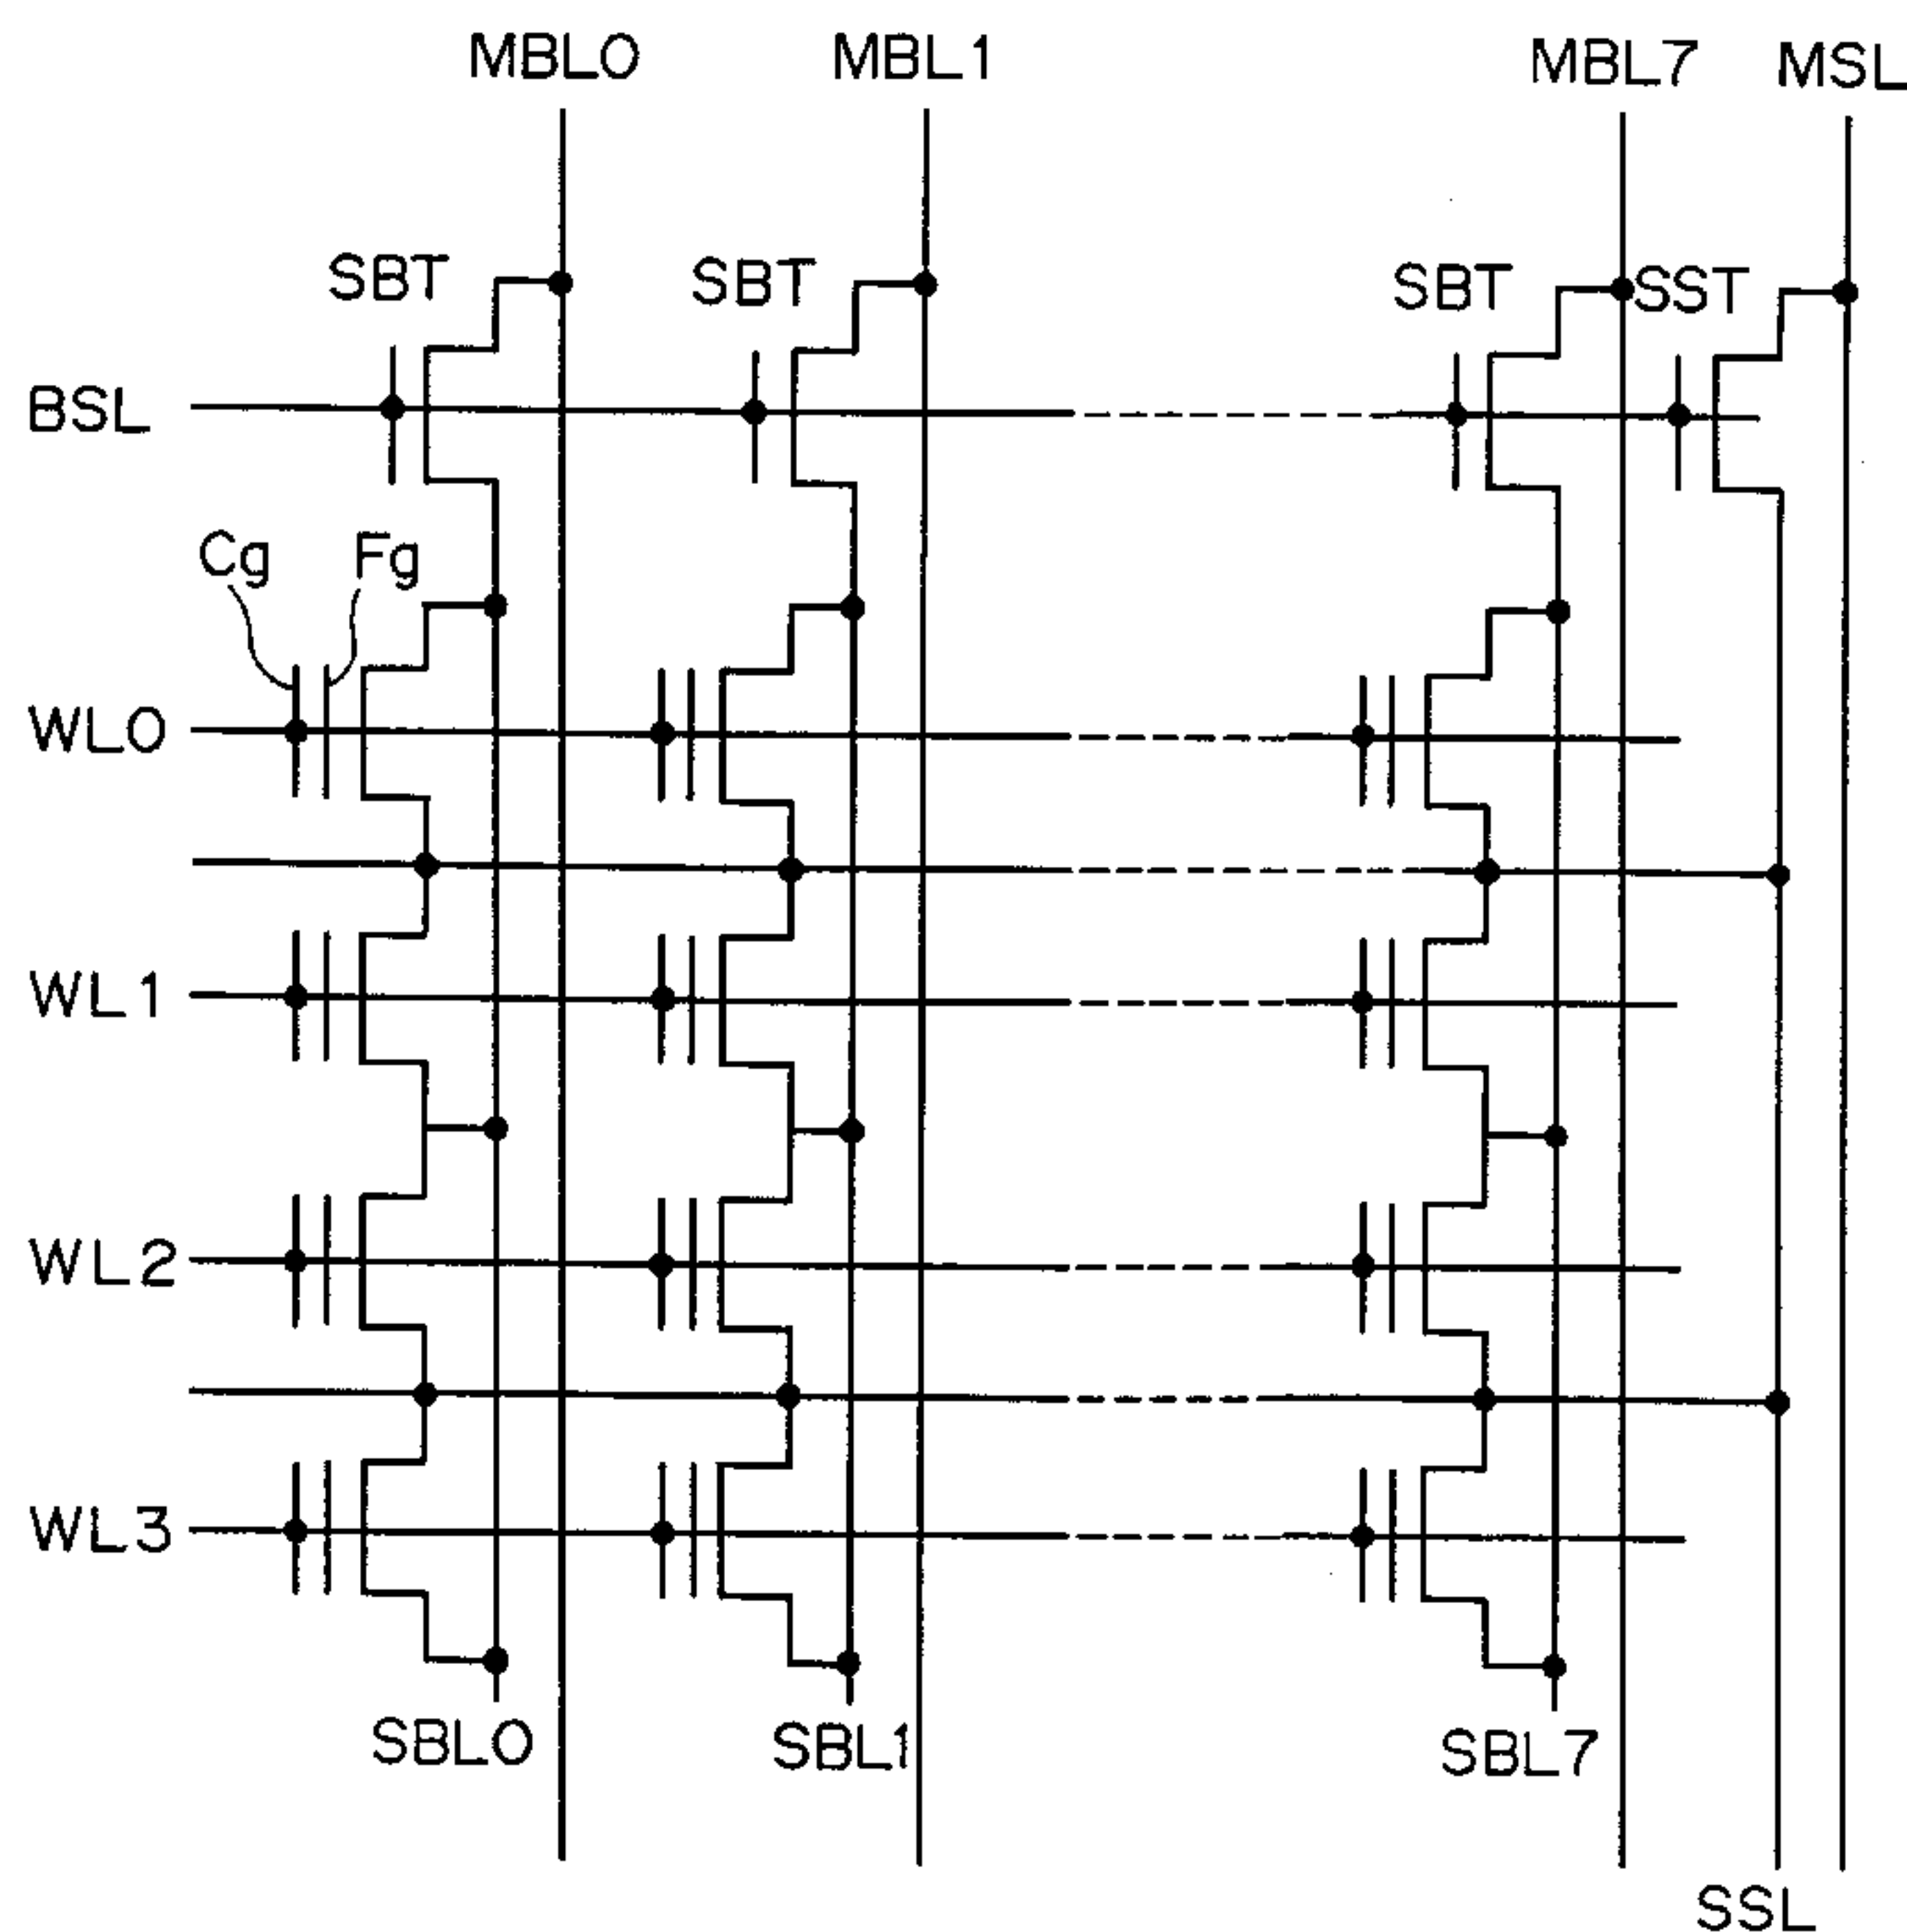 MBL0 MBL1 MBL7 MSL
SBT SBT SBT SST
BSL
Cg Fg
WL0
WL1
WL2
WL3
SBL0 SBL1 SBL7
SSL